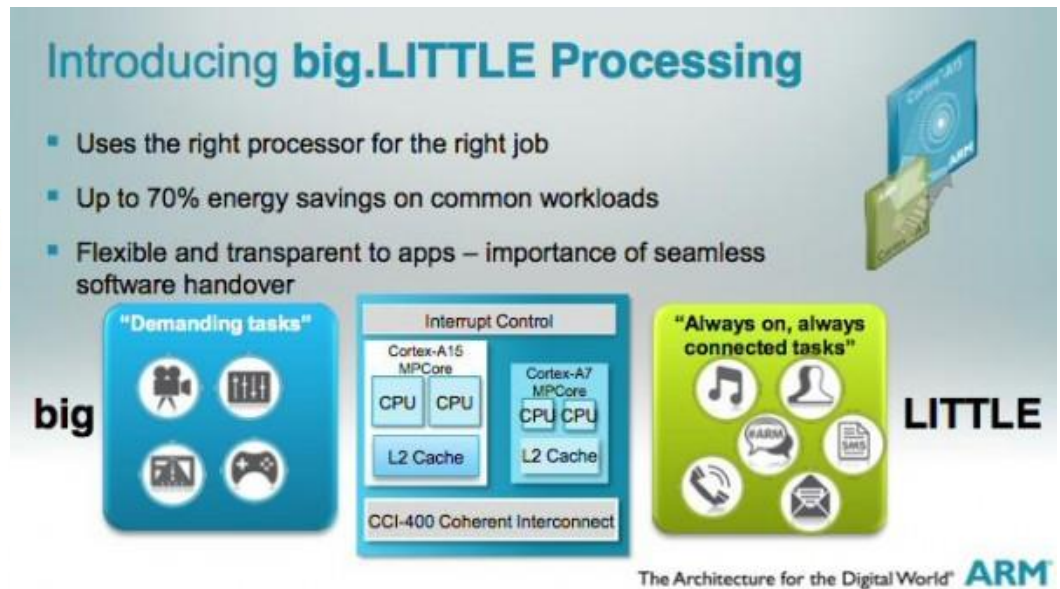 Introducing big.LITTLE Processing
Uses the right processor for the right job
Up to 70% energy savings on common workloads
Flexible and transparent to apps – importance of seamless
software handover
Cortex-A15
ARM
big
"Demanding tasks"
Interrupt Control
Cortex-A15
MPCore
CPU CPU
L2 Cache
Cortex-A7
MPCore
CPU CPU
L2 Cache
CCI-400 Coherent Interconnect
"Always on, always
connected tasks"
#ARM
SMS
LITTLE
The Architecture for the Digital World® ARM